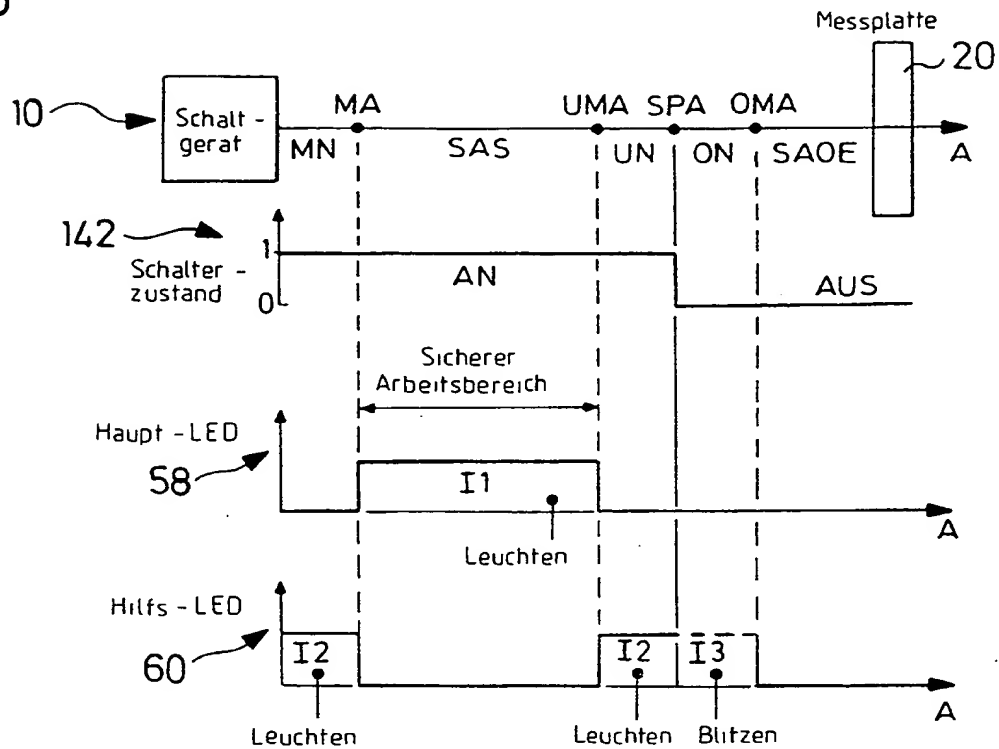 Messplatte
20
10
Schalt-
gerat
MA
UMA
SPA
OMA
MN
SAS
UN
ON
SAOE
A
142
Schalter-
zustand
1
0
AN
AUS
Sicherer
Arbeitsbereich
Haupt-LED
58
I1
Leuchten
A
Hilfs-LED
60
I2
I2
I3
A
Leuchten
Leuchten
Blitzen